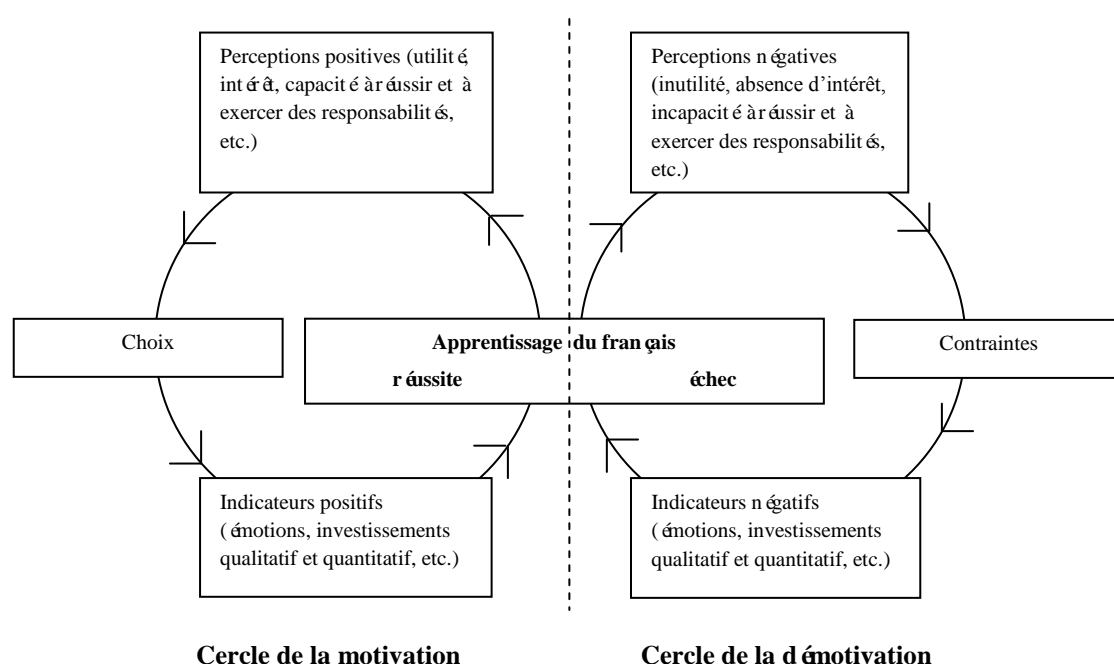 Perceptions positives (utilité,
intérêt, capacité à réussir et à
exercer des responsabilités,
etc.)
Perceptions négatives
(inutilité, absence d'intérêt,
incapacité à réussir et à
exercer des responsabilités,
etc.)
Choix
Apprentissage du français
réussite échec
Contraintes
Indicateurs positifs
(émotions, investissements
qualitatif et quantitatif, etc.)
Indicateurs négatifs
(émotions, investissements
qualitatif et quantitatif, etc.)
Cercle de la motivation
Cercle de la démotivation